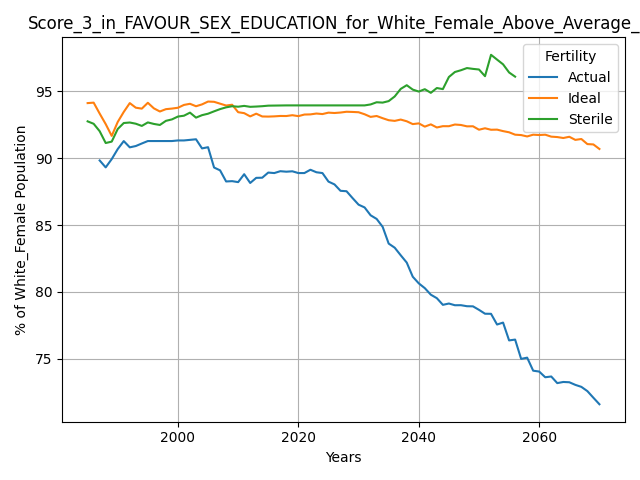 Score_3_in_FAVOUR_SEX_EDUCATION_for_White_Female_Above_Average_
Fertility
Actual
Ideal
Sterile
% of White_Female Population
95
90
85
80
75
2000
2020
2040
2060
Years